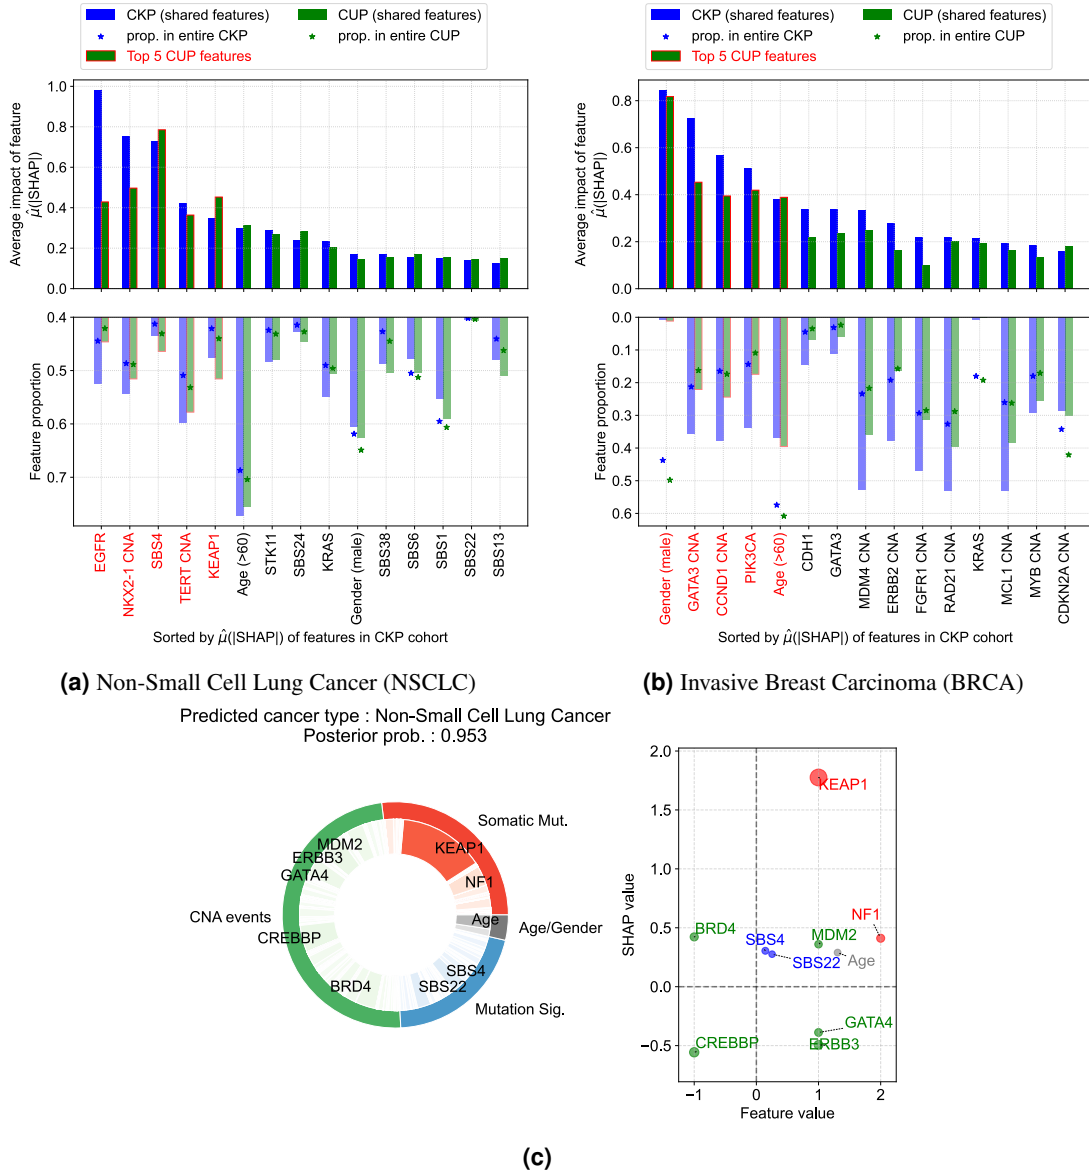 CKP (shared features)
CUP (shared features)
prop. in entire CKP
prop. in entire CUP
Top 5 CUP features
Average impact of feature
μ̂(|SHAP|)
1.0
0.8
0.6
0.4
0.2
0.0
Feature proportion
0.4
0.5
0.6
0.7
EGFR
NKX2-1 CNA
SBS4
TERT CNA
KEAP1
Age (>60)
STK11
SBS24
KRAS
Gender (male)
SBS38
SBS6
SBS1
SBS22
SBS13
Sorted by μ̂(|SHAP|) of features in CKP cohort
(a) Non-Small Cell Lung Cancer (NSCLC)
CKP (shared features)
CUP (shared features)
prop. in entire CKP
prop. in entire CUP
Top 5 CUP features
Average impact of feature
μ̂(|SHAP|)
0.8
0.6
0.4
0.2
0.0
Feature proportion
0.0
0.1
0.2
0.3
0.4
0.5
0.6
Gender (male)
GATA3 CNA
CCND1 CNA
PIK3CA
Age (>60)
CDH1
GATA3
MDM4 CNA
ERBB2 CNA
FGFR1 CNA
RAD21 CNA
KRAS
MCL1 CNA
MYB CNA
CDKN2A CNA
Sorted by μ̂(|SHAP|) of features in CKP cohort
(b) Invasive Breast Carcinoma (BRCA)
Predicted cancer type : Non-Small Cell Lung Cancer
Posterior prob. : 0.953
Somatic Mut.
MDM2
KEAP1
ERBB3
GATA4
NF1
CNA events
Age
Age/Gender
CREBBP
SBS4
BRD4
SBS22
Mutation Sig.
SHAP value
2.0
1.5
1.0
0.5
0.0
−0.5
KEAP1
NF1
BRD4
SBS4
MDM2
SBS22
Age
GATA4
CREBBP
ERBB3
−1
0
1
2
Feature value
(c)